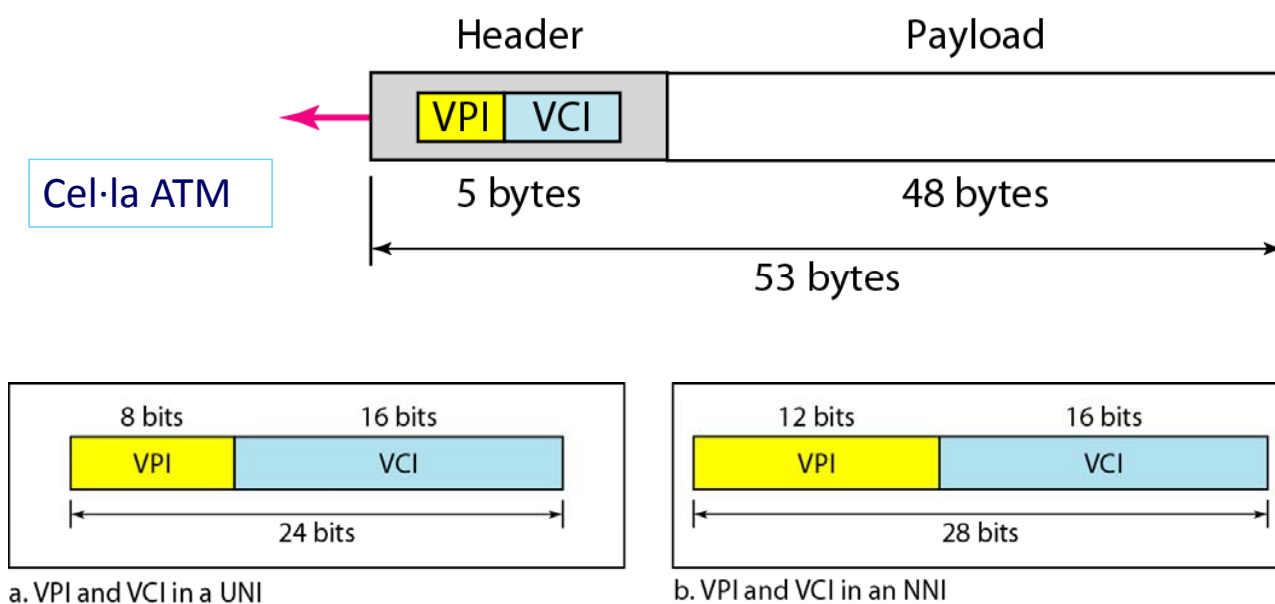 Header Payload
VPI VCI
Cel·la ATM
5 bytes 48 bytes
53 bytes
8 bits 16 bits
VPI VCI
24 bits
a. VPI and VCI in a UNI
12 bits 16 bits
VPI VCI
28 bits
b. VPI and VCI in an NNI